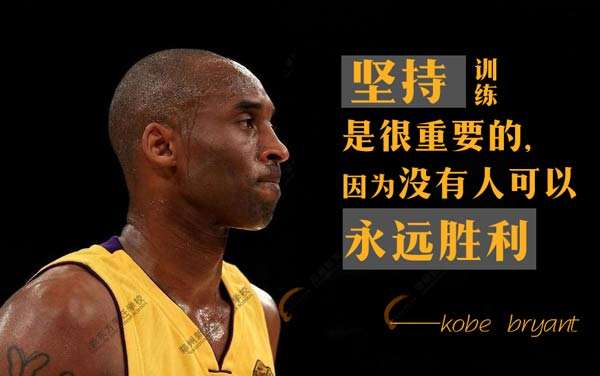 坚持训练
是很重要的,
因为没有人可以
永远胜利
——kobe bryant